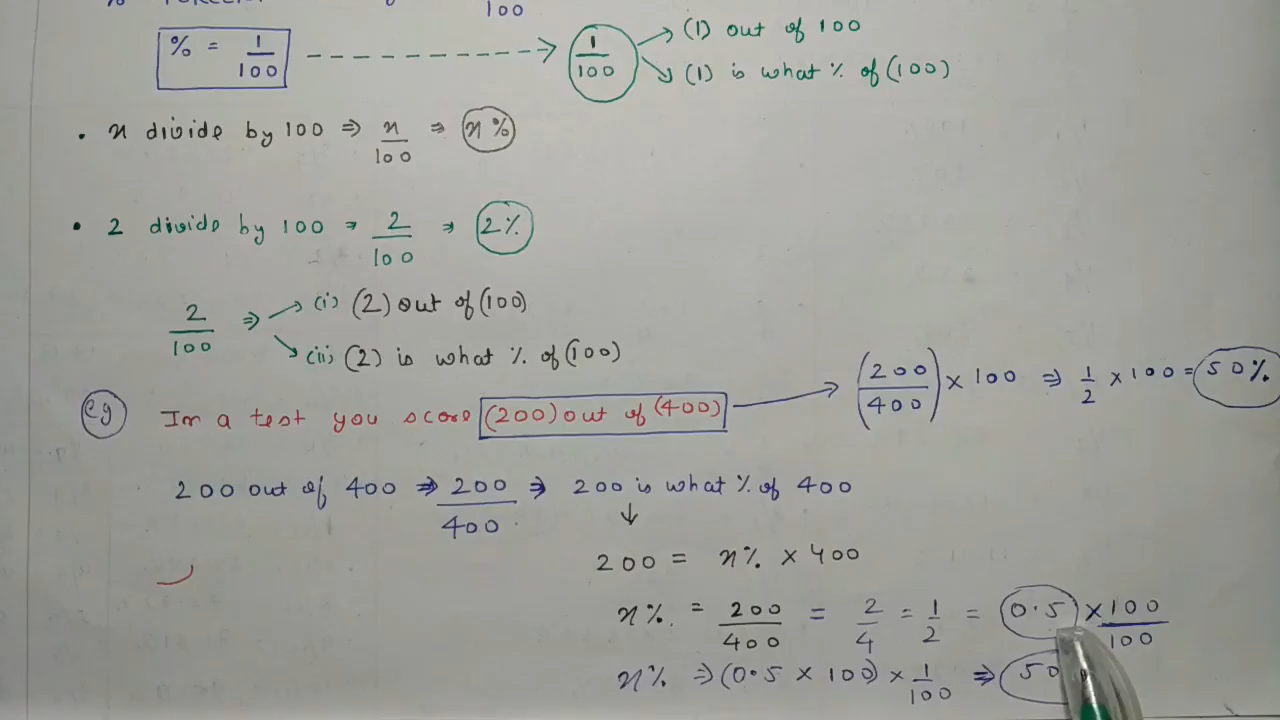 100
% = 1/100 -----------> 1/100 → (1) out of 100
→ (1) is what % of (100)
• x divide by 100 ⇒ x/100 ⇒ x%
• 2 divide by 100 ⇒ 2/100 ⇒ 2%
2/100 ⇒ → (i) (2) out of (100)
→ (ii) (2) is what % of (100)
eg In a test you score (200) out of (400) → (200/400) × 100 ⇒ 1/2 × 100 = 50%
200 out of 400 ⇒ 200/400 ⇒ 200 is what % of 400
↓
200 = x% × 400
x% = 200/400 = 2/4 = 1/2 = 0.5 × 100/100
x% ⇒ (0.5 × 100) × 1/100 ⇒ 50